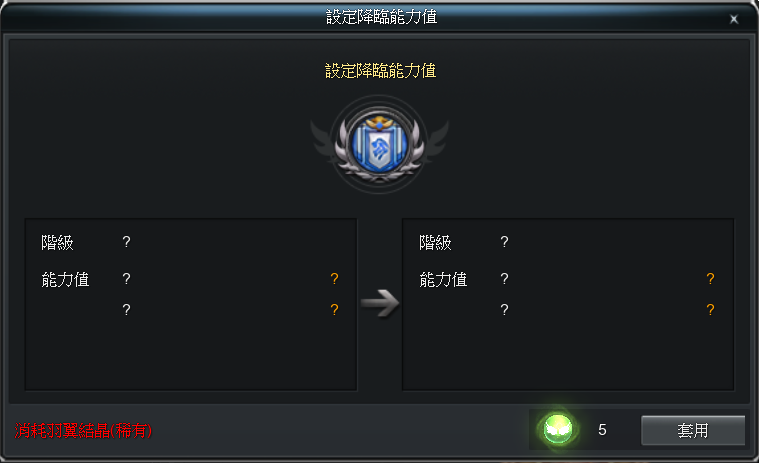 設定降臨能力值
設定降臨能力值
階級 ?
能力值 ? ?
? ?
階級 ?
能力值 ? ?
? ?
消耗羽翼結晶(稀有)
5
套用